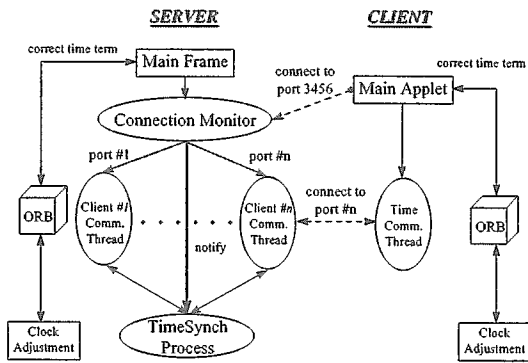 SERVER
CLIENT
correct time term
Main Frame
connect to
port 3456
correct time term
Main Applet
Connection Monitor
port #1
port #n
ORB
Client #1
Comm.
Thread
notify
Client #n
Comm.
Thread
connect to
port #n
Time
Comm.
Thread
ORB
Clock
Adjustment
TimeSynch
Process
Clock
Adjustment